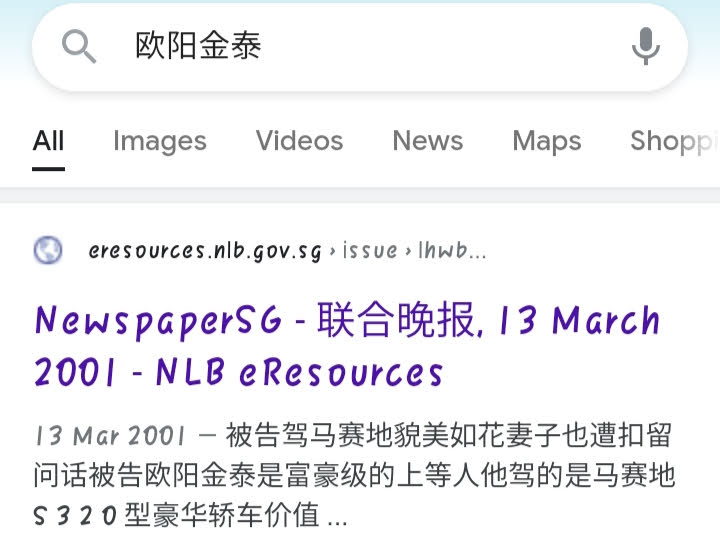 欧阳金泰
All Images Videos News Maps Shoppi
eresources.nlb.gov.sg › issue › lhwb...
NewspaperSG - 联合晚报, 13 March
2001 - NLB eResources
13 Mar 2001 — 被告驾马赛地貌美如花妻子也遭扣留
问话被告欧阳金泰是富豪级的上等人他驾的是马赛地
S 3 2 0 型豪华轿车价值 ...